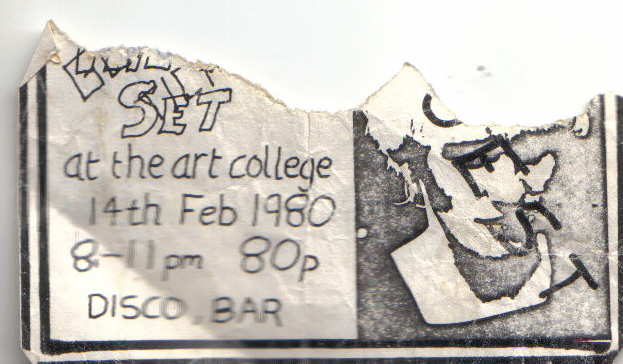 SET
at the art college
14th Feb 1980
8-11pm 80p
DISCO, BAR